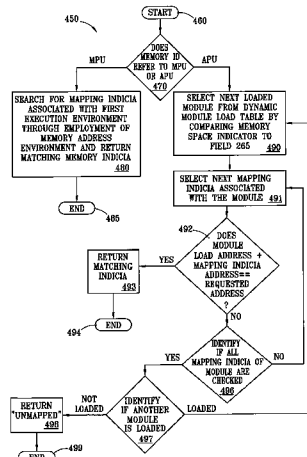 450
START
460
DOES
MEMORY ID
REFER TO MPU
OR APU
470
MPU
APU
SEARCH FOR MAPPING INDICIA
ASSOCIATED WITH FIRST
EXECUTION ENVIRONMENT
THROUGH EMPLOYMENT OF
MEMORY ADDRESS
ENVIRONMENT AND RETURN
MATCHING MEMORY INDICIA
480
END
485
SELECT NEXT LOADED
MODULE FROM DYNAMIC
MODULE LOAD TABLE BY
COMPARING MEMORY
SPACE INDICATOR TO
FIELD 265 490
SELECT NEXT MAPPING
INDICIA ASSOCIATED
WITH THE MODULE 491
492
DOES
MODULE
LOAD ADDRESS +
MAPPING INDICIA
ADDRESS==
REQUESTED
ADDRESS
?
YES
NO
RETURN
MATCHING
INDICIA
493
END
494
IDENTIFY
IF ALL
MAPPING INDICIA OF
MODULE ARE
CHECKED
496
YES
NO
IDENTIFY
IF ANOTHER
MODULE
IS LOADED
497
NOT
LOADED
LOADED
RETURN
"UNMAPPED"
498
END
499